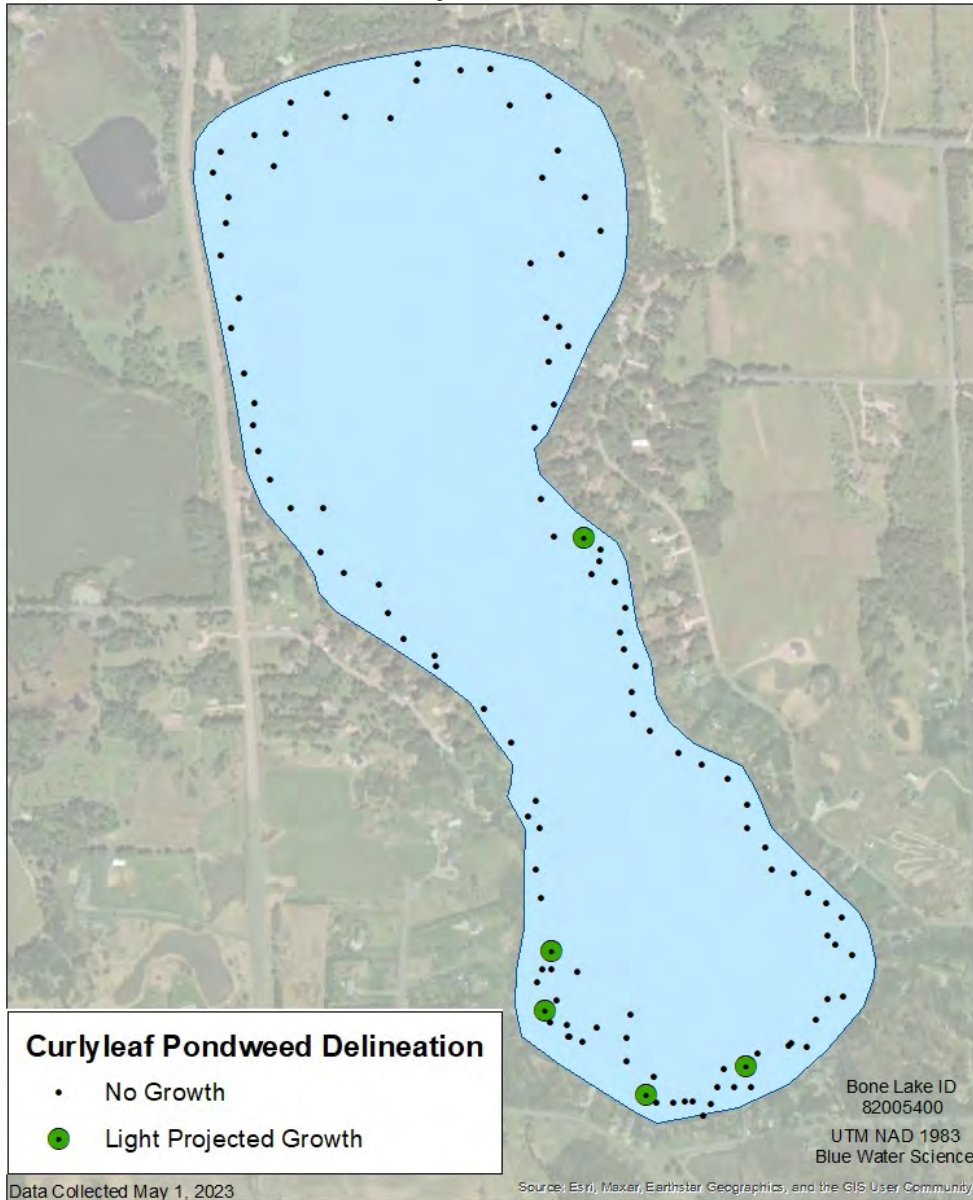 Curlyleaf Pondweed Delineation
No Growth
Light Projected Growth
Bone Lake ID
82005400
UTM NAD 1983
Blue Water Science
Data Collected May 1, 2023
Source: Esri, Maxar, Earthstar Geographics, and the GIS User Community